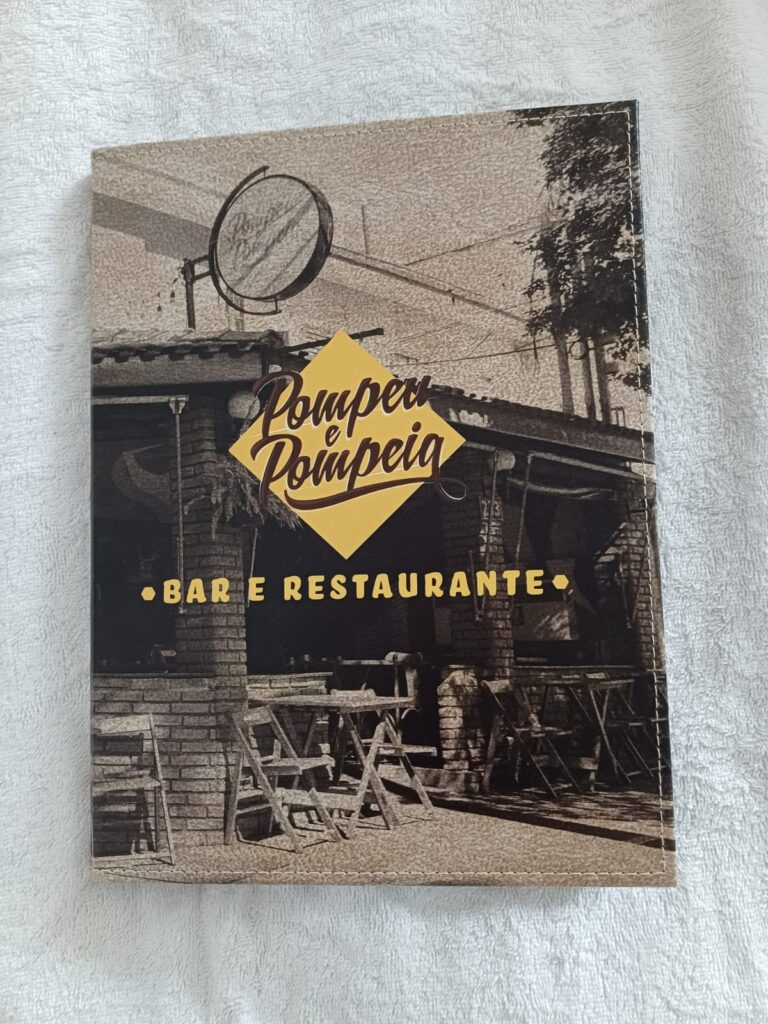 Pompeu
e
Pompeia
•BAR E RESTAURANTE•